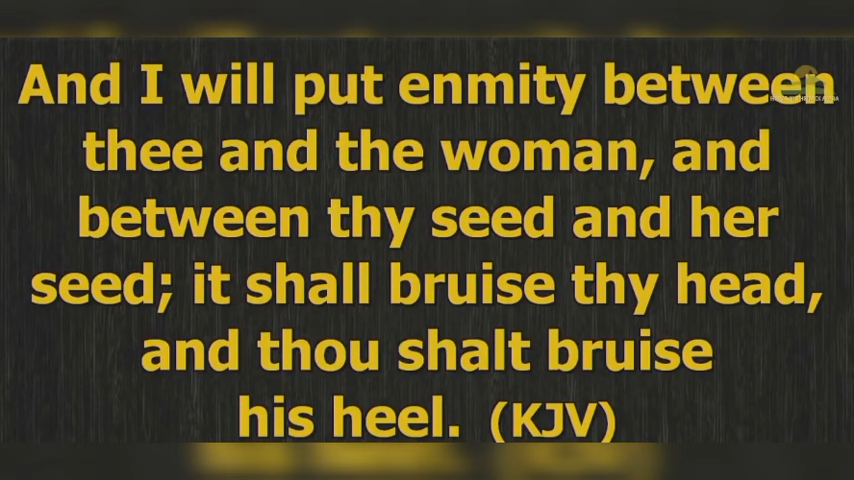 And I will put enmity between
thee and the woman, and
between thy seed and her
seed; it shall bruise thy head,
and thou shalt bruise
his heel. (KJV)